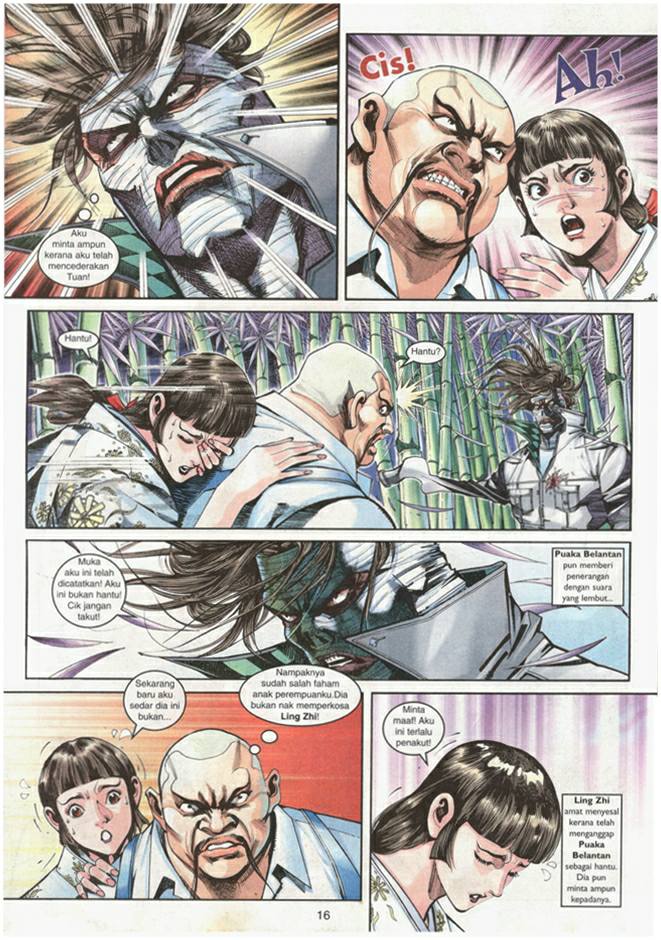 Aku
minta ampun
kerana aku telah
mencederakan
Tuan!
Cis!
Ah!
Hantu!
Hantu?
Muka
aku ini telah
dicatatkan! Aku
ini bukan hantu!
Cik jangan
takut!
Puaka Belantan
pun memberi
penerangan
dengan suara
yang lembut...
Sekarang
baru aku
sedar dia ini
bukan...
Nampaknya
sudah salah faham
anak perempuanku.Dia
bukan nak memperkosa
Ling Zhi!
Minta
maaf! Aku
ini terlalu
penakut!
Ling Zhi
amat menyesal
kerana telah
menganggap
Puaka
Belantan
sebagai hantu.
Dia pun
minta ampun
kepadanya.
16